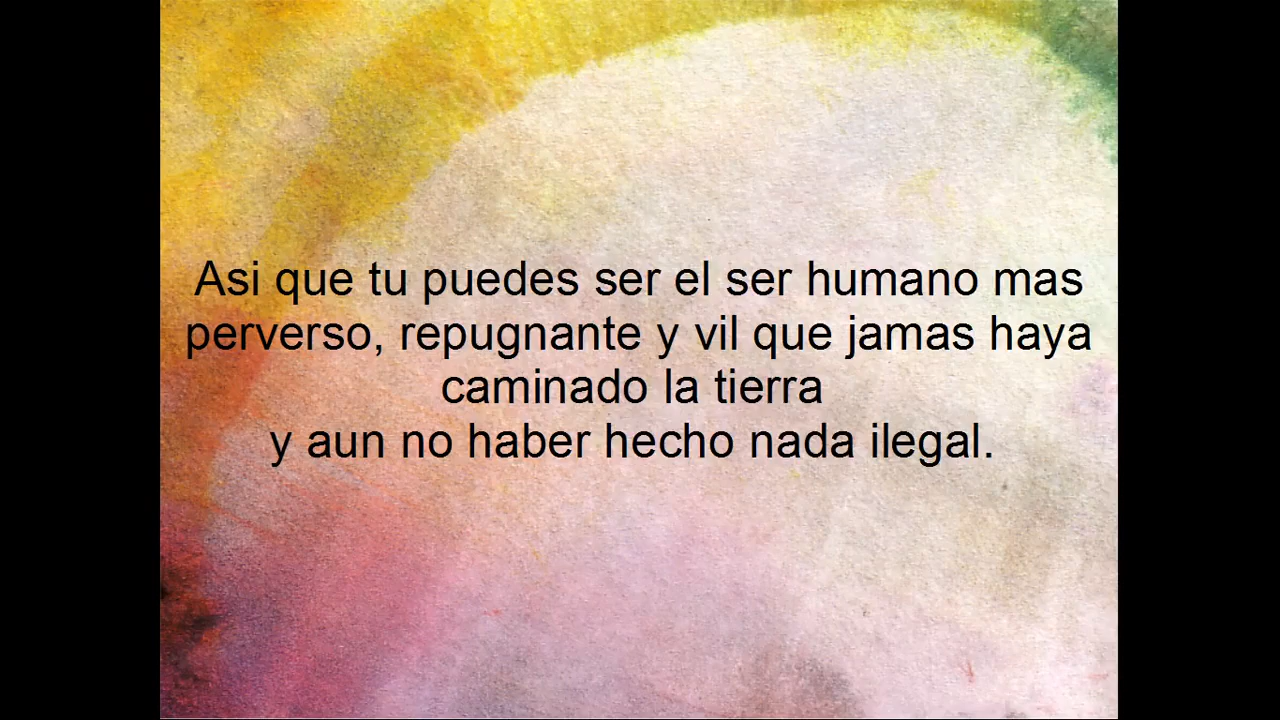 Asi que tu puedes ser el ser humano mas
perverso, repugnante y vil que jamas haya
caminado la tierra
y aun no haber hecho nada ilegal.